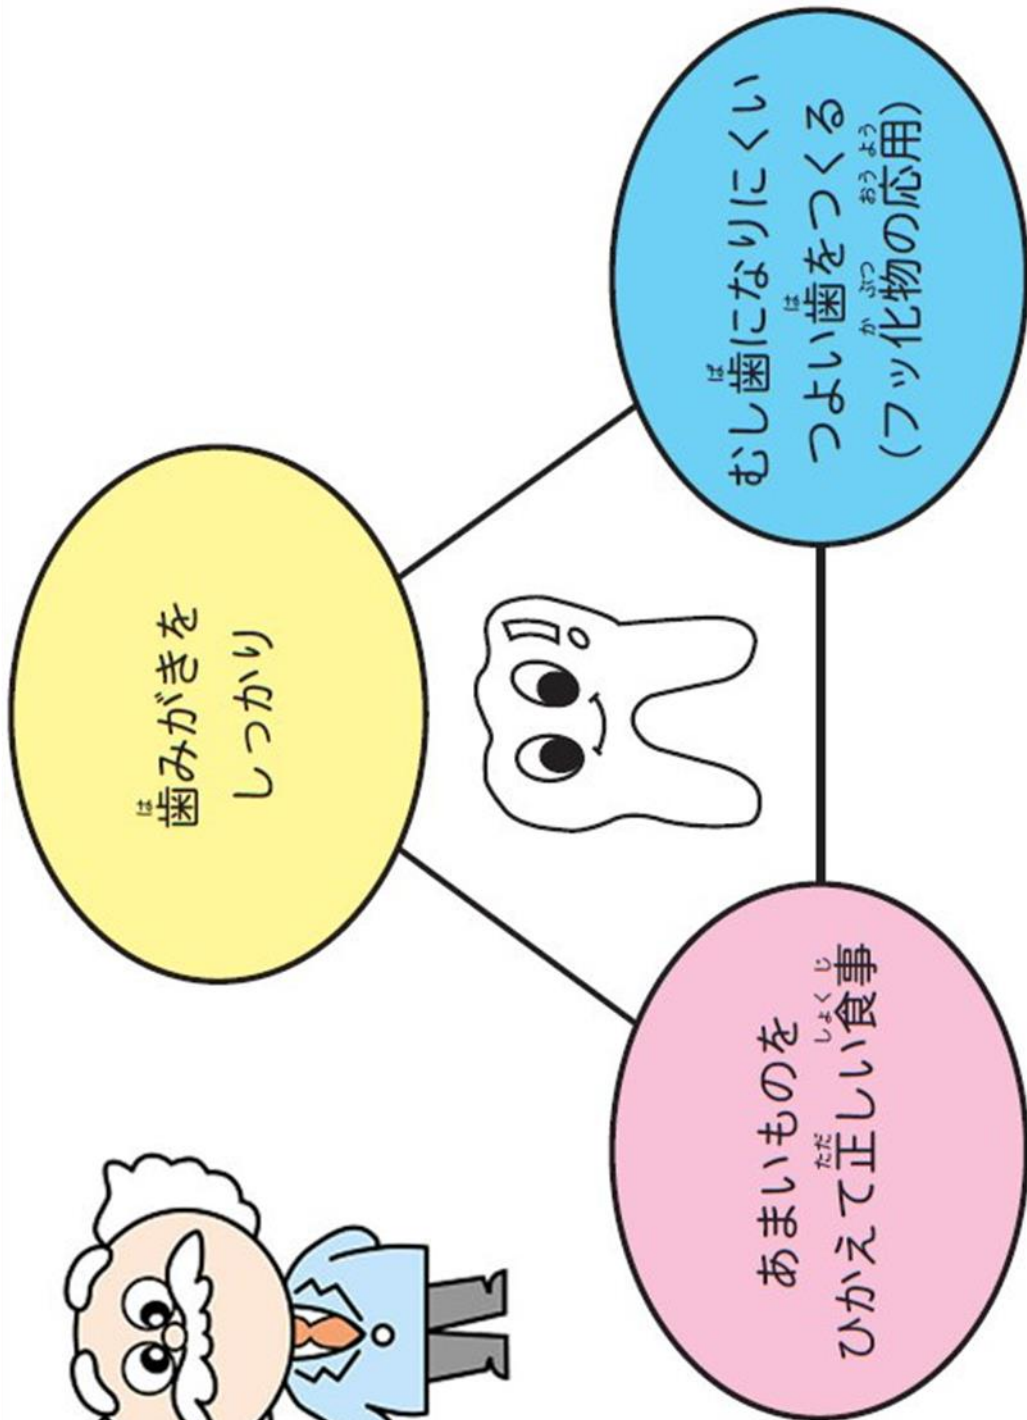 歯みがきを
しっかり
あまいものを
ひかえて正しい食事
むし歯になりにくい
つよい歯をつくる
(フッ化物の応用)